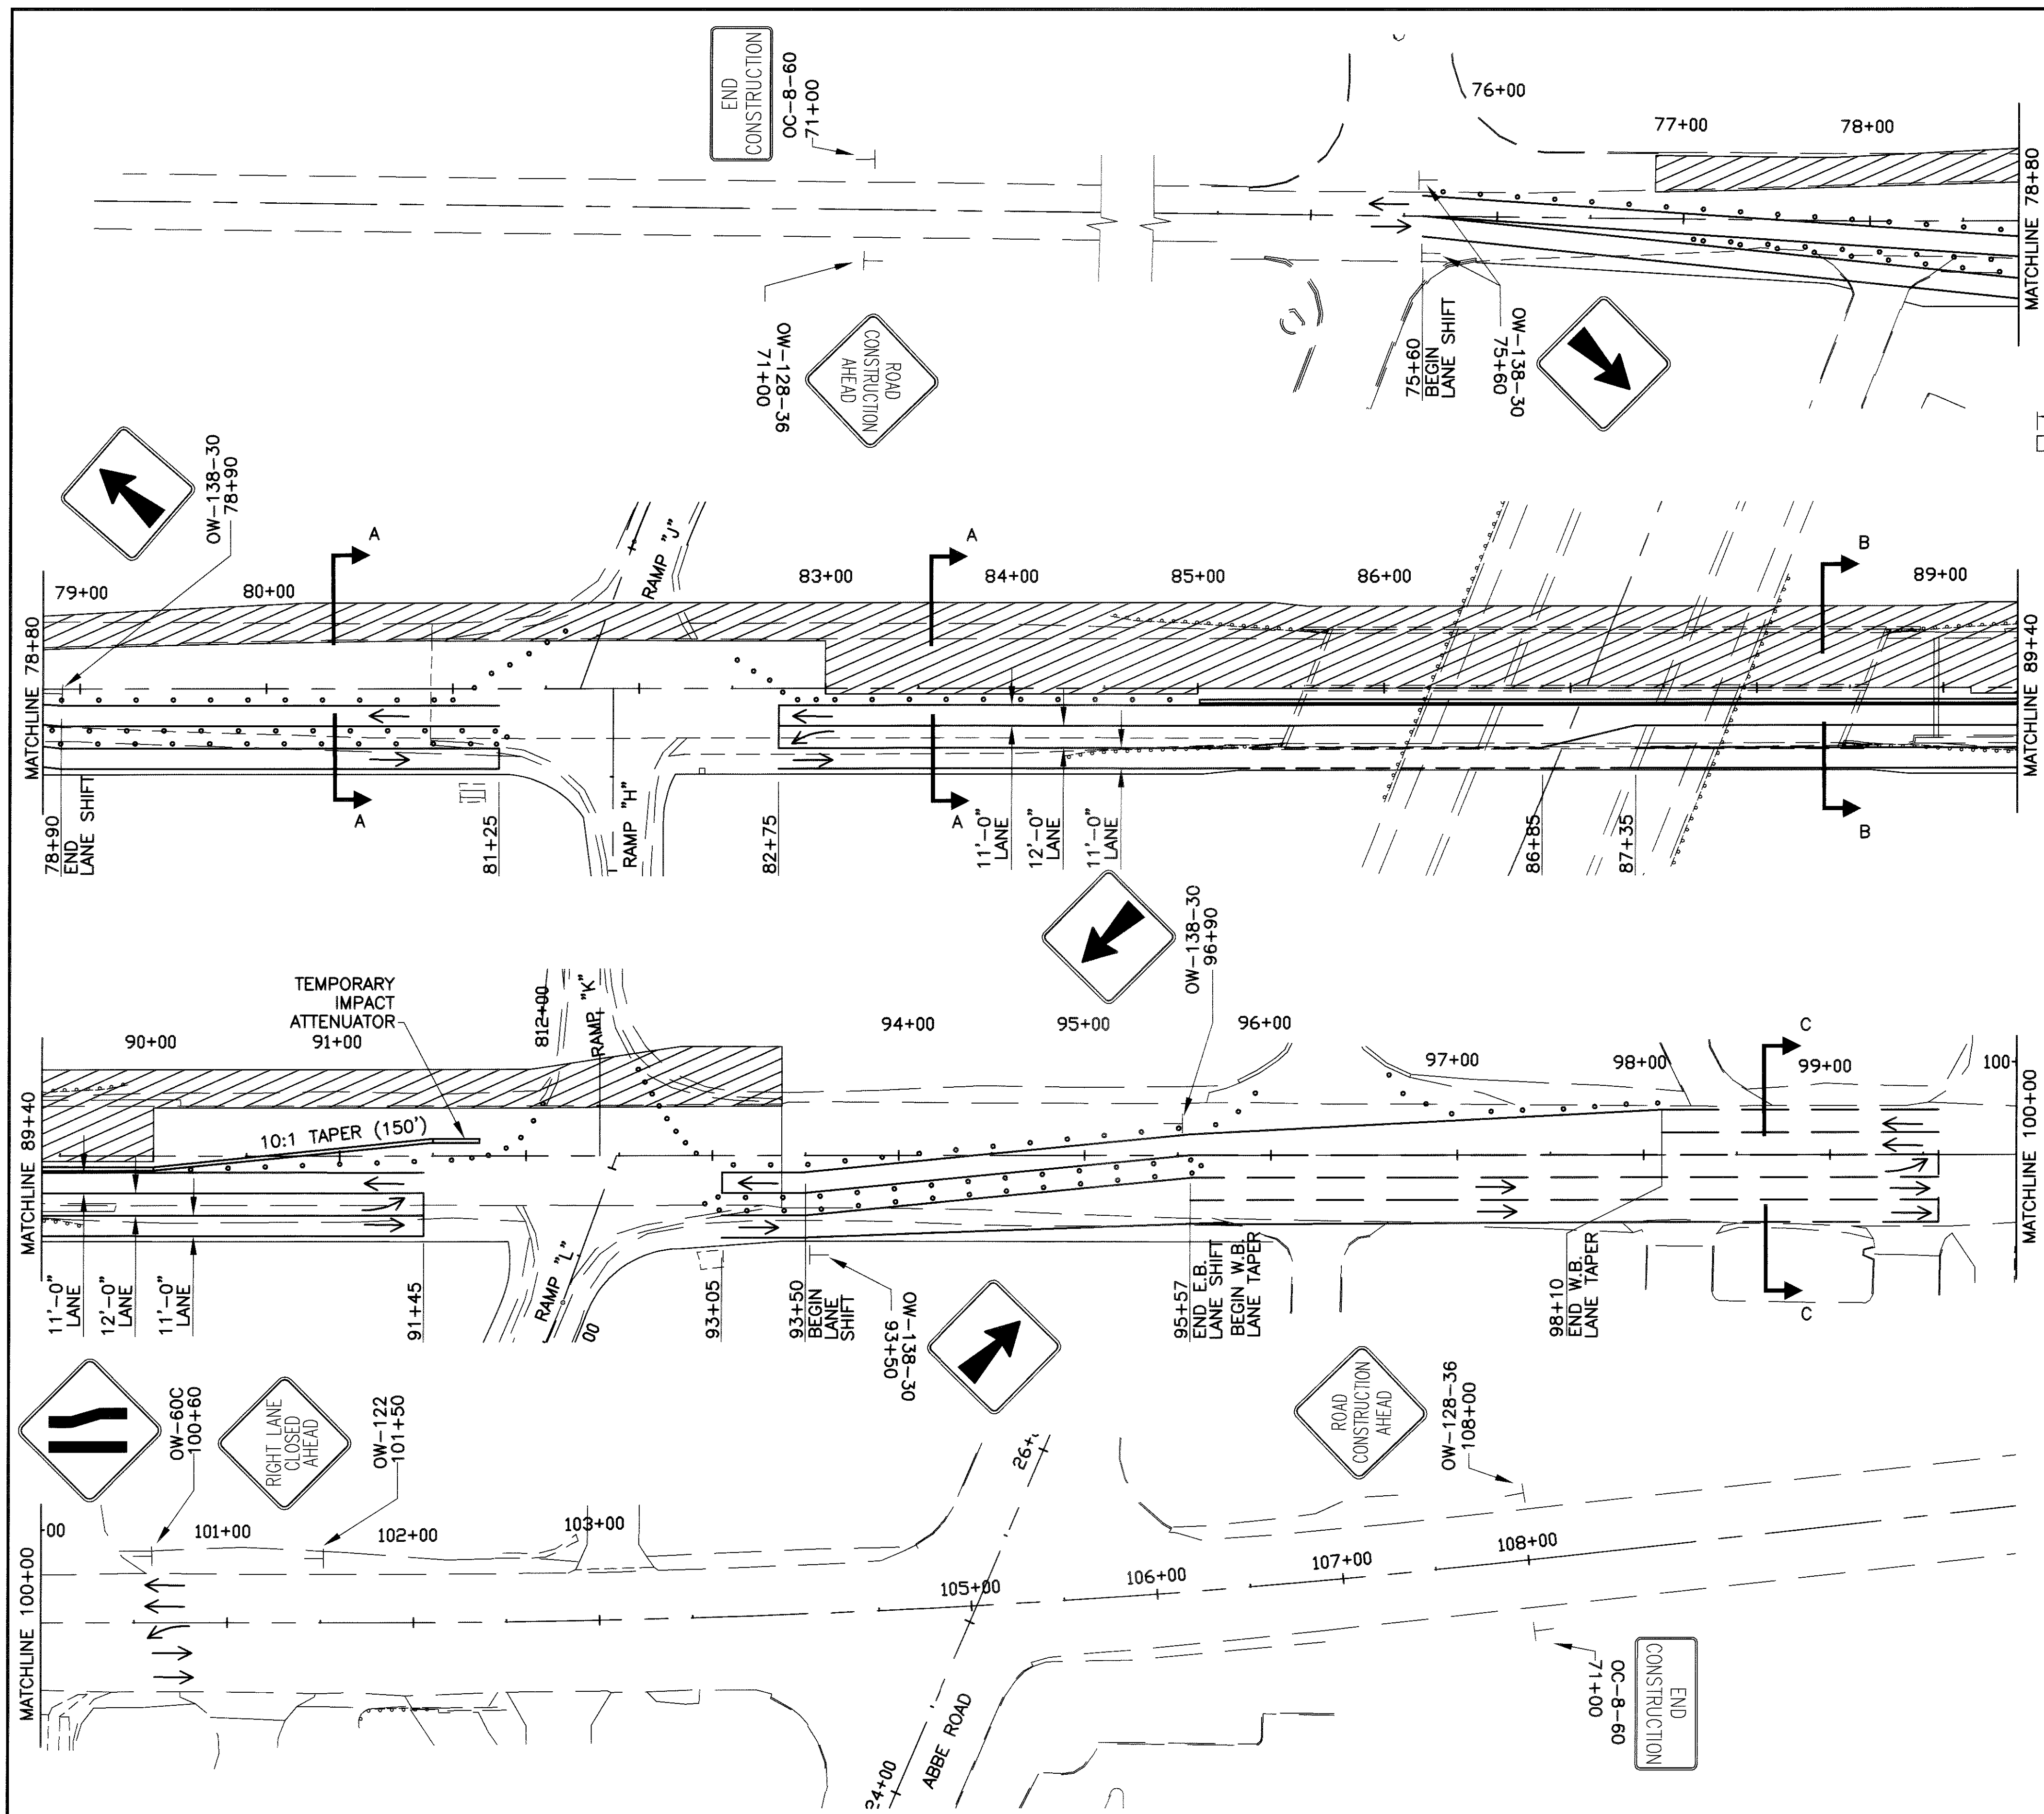 END
CONSTRUCTION
OC-8-60
71+00
76+00
77+00
78+00
MATCHLINE 78+80
OW-128-36
71+00
ROAD
CONSTRUCTION
AHEAD
75+60
BEGIN
LANE SHIFT
OW-138-30
75+60
OW-138-30
78+90
MATCHLINE 78+80
79+00
80+00
A
RAMP "J"
83+00
A
84+00
85+00
86+00
B
89+00
MATCHLINE 89+40
78+90
END
LANE SHIFT
A
81+25
RAMP "H"
82+75
A
11'-0"
LANE
12'-0"
LANE
11'-0"
LANE
86+85
87+35
B
OW-138-30
96+90
TEMPORARY
IMPACT
ATTENUATOR
MATCHLINE 89+40
90+00
91+00
812+00
RAMP "K"
94+00
95+00
96+00
97+00
98+00
C
99+00
100-
MATCHLINE 100+00
10:1 TAPER (150')
11'-0"
LANE
12'-0"
LANE
11'-0"
LANE
91+45
RAMP "L"
00
93+05
93+50
BEGIN
LANE
SHIFT
OW-138-30
93+50
95+57
END E.B.
LANE SHIFT
BEGIN W.B.
LANE TAPER
98+10
END W.B.
LANE TAPER
C
OW-60C
100+60
RIGHT LANE
CLOSED
AHEAD
OW-122
101+50
ROAD
CONSTRUCTION
AHEAD
OW-128-36
108+00
MATCHLINE 100+00
-00
101+00
102+00
103+00
26+
105+00
106+00
107+00
108+00
24+00
ABBE ROAD
OC-8-60
71+00
END
CONSTRUCTION